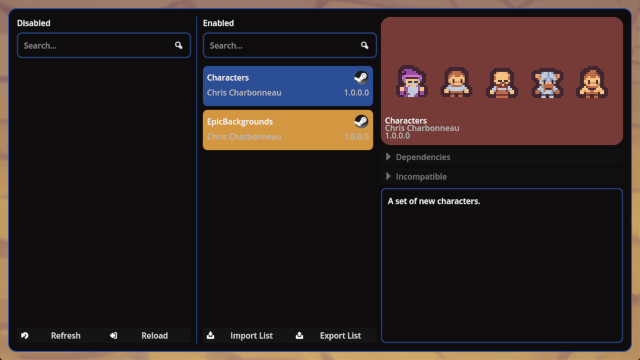 Disabled
Search...
Refresh
Reload
Enabled
Search...
Characters
Chris Charbonneau
1.0.0.0
EpicBackgrounds
Chris Charbonneau
1.0.0.0
Import List
Export List
Characters
Chris Charbonneau
1.0.0.0
Dependencies
Incompatible
A set of new characters.